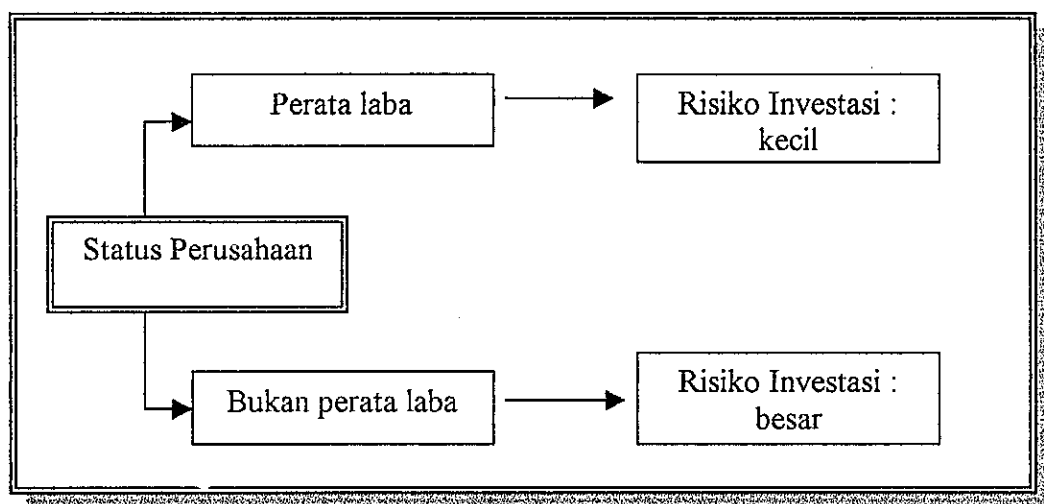 Perata laba
Risiko Investasi :
kecil
Status Perusahaan
Bukan perata laba
Risiko Investasi :
besar